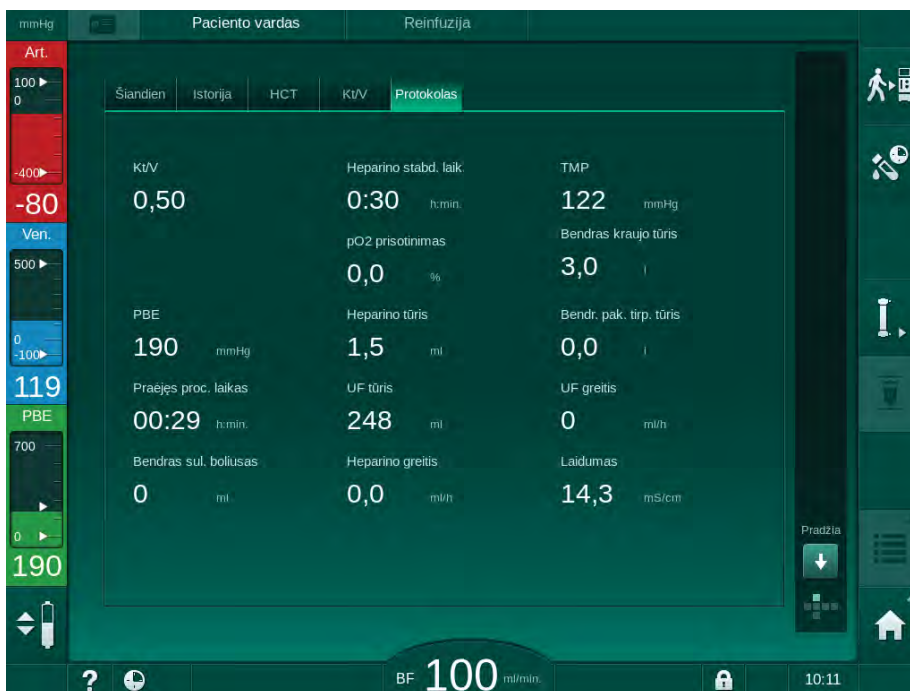 mmHg Paciento vardas Reinfuzija
Art.
100
0
-400
-80
Ven.
500
0
-100
119
PBE
700
0
190
Šiandien Istorija HCT Kt/V Protokolas
Kt/V Heparino stabd. laik. TMP
0,50 0:30 h:min. 122 mmHg
pO2 prisotinimas Bendras kraujo tūris
0,0 % 3,0 l
PBE Heparino tūris Bendr. pak. tirp. tūris
190 mmHg 1,5 ml 0,0 l
Praėjęs proc. laikas UF tūris UF greitis
00:29 h:min. 248 ml 0 ml/h
Bendras sul. boliusas Heparino greitis Laidumas
0 ml 0,0 ml/h 14,3 mS/cm
Pradžia
? BF 100 ml/min. 10:11